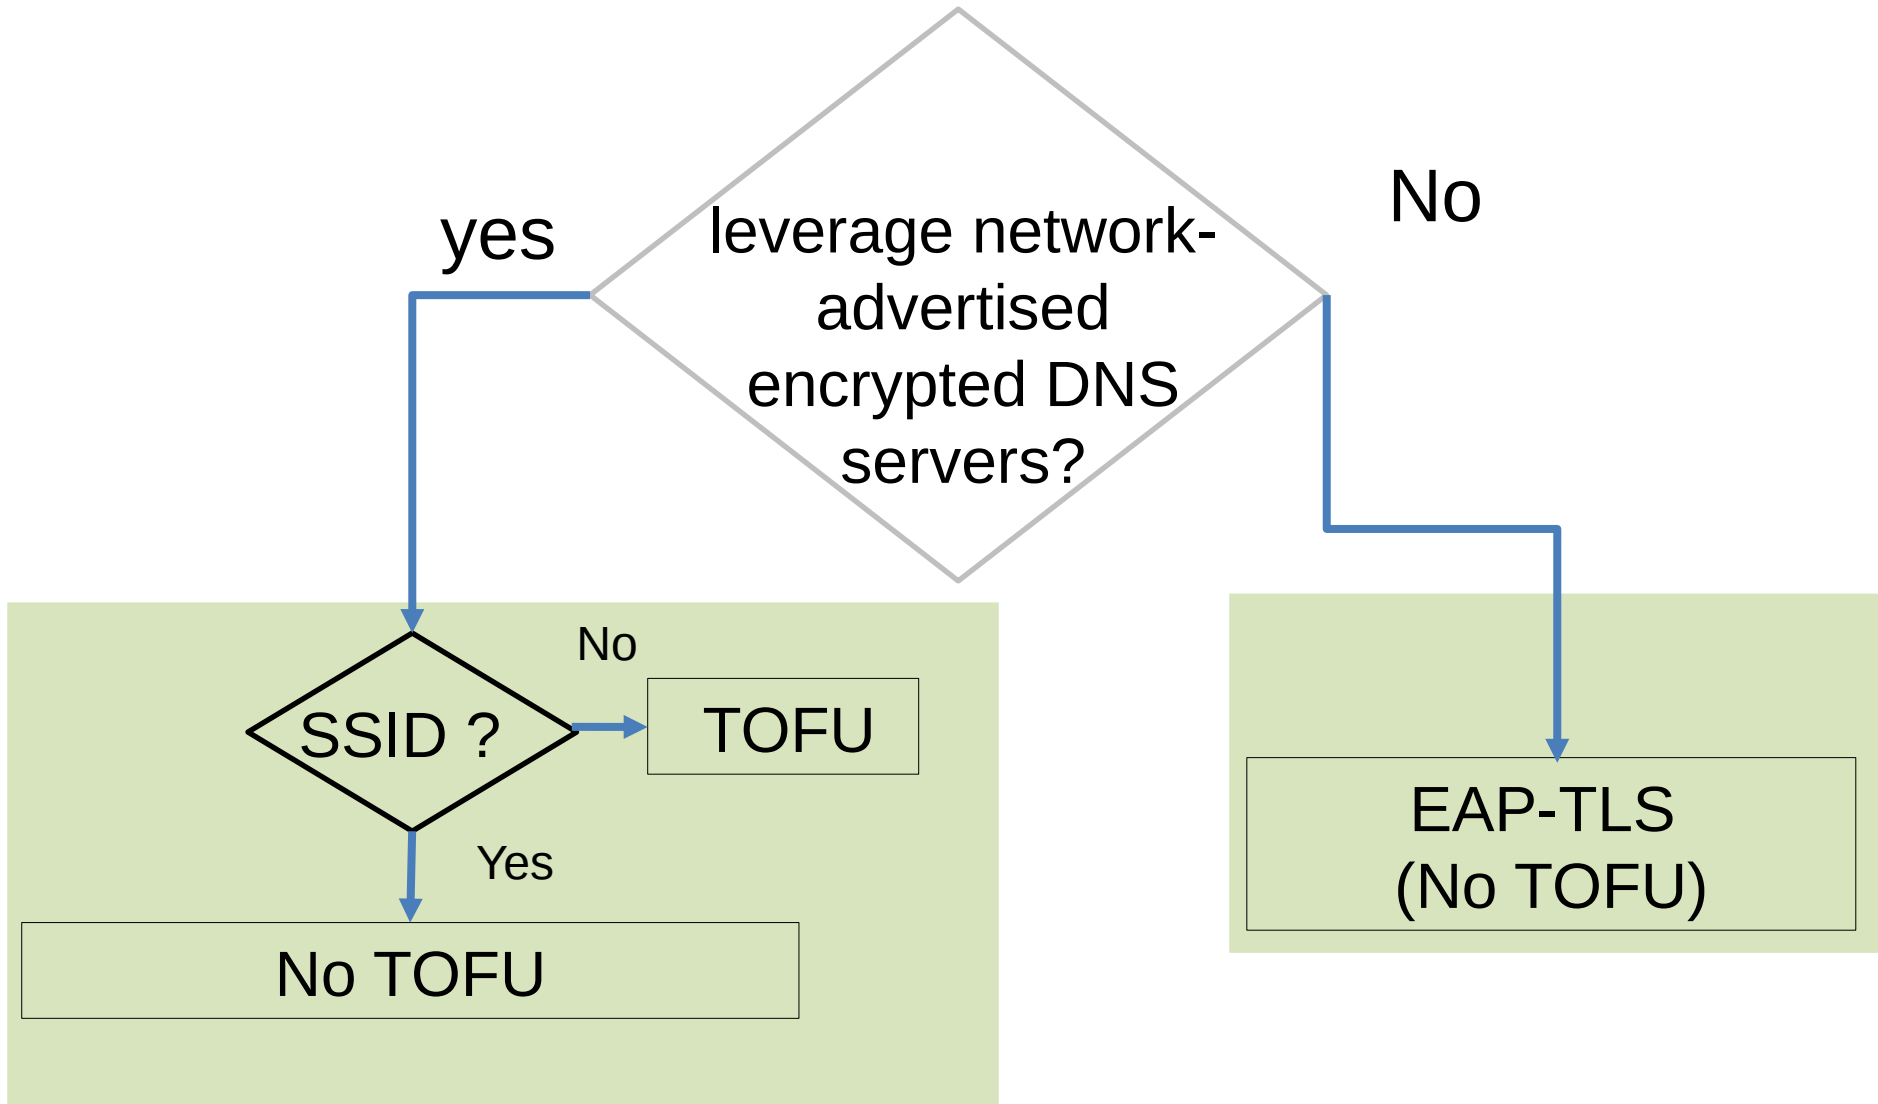 leverage network-
advertised
encrypted DNS
servers?
yes
No
SSID ?
No
TOFU
Yes
No TOFU
EAP-TLS
(No TOFU)